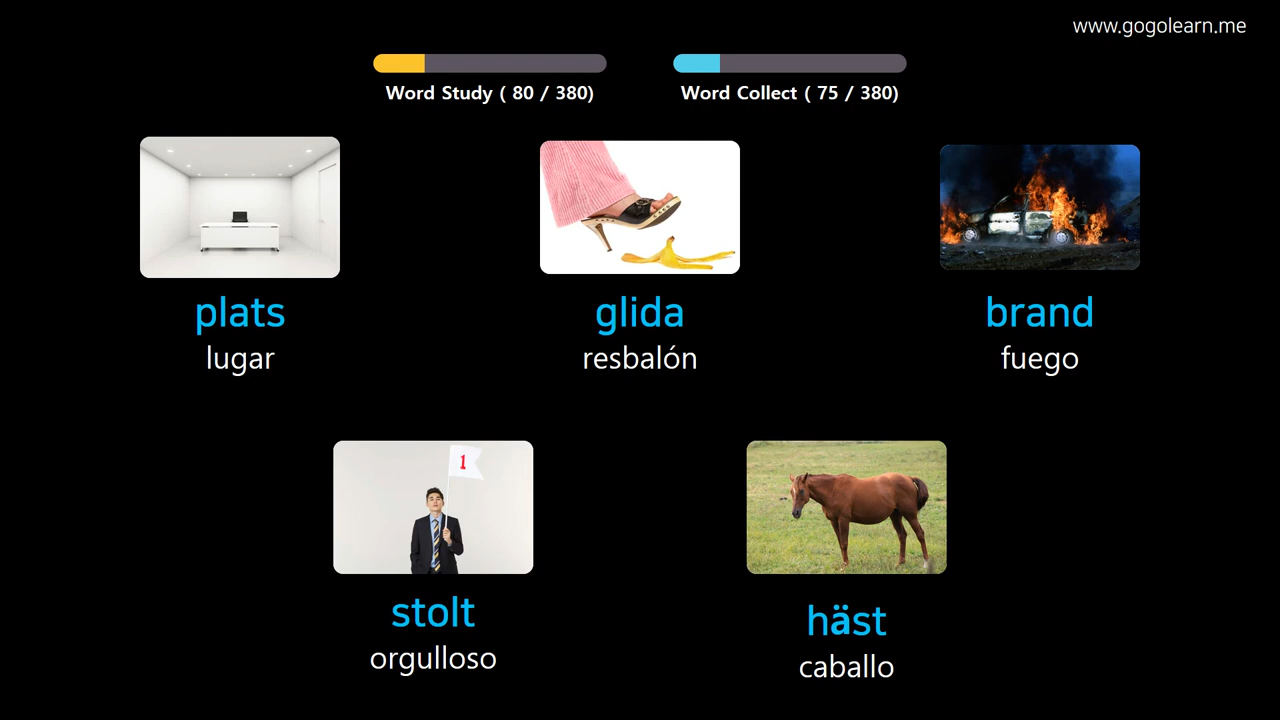 www.gogolearn.me
Word Study ( 80 / 380)
Word Collect ( 75 / 380)
plats
lugar
glida
resbalón
brand
fuego
1
stolt
orgulloso
häst
caballo